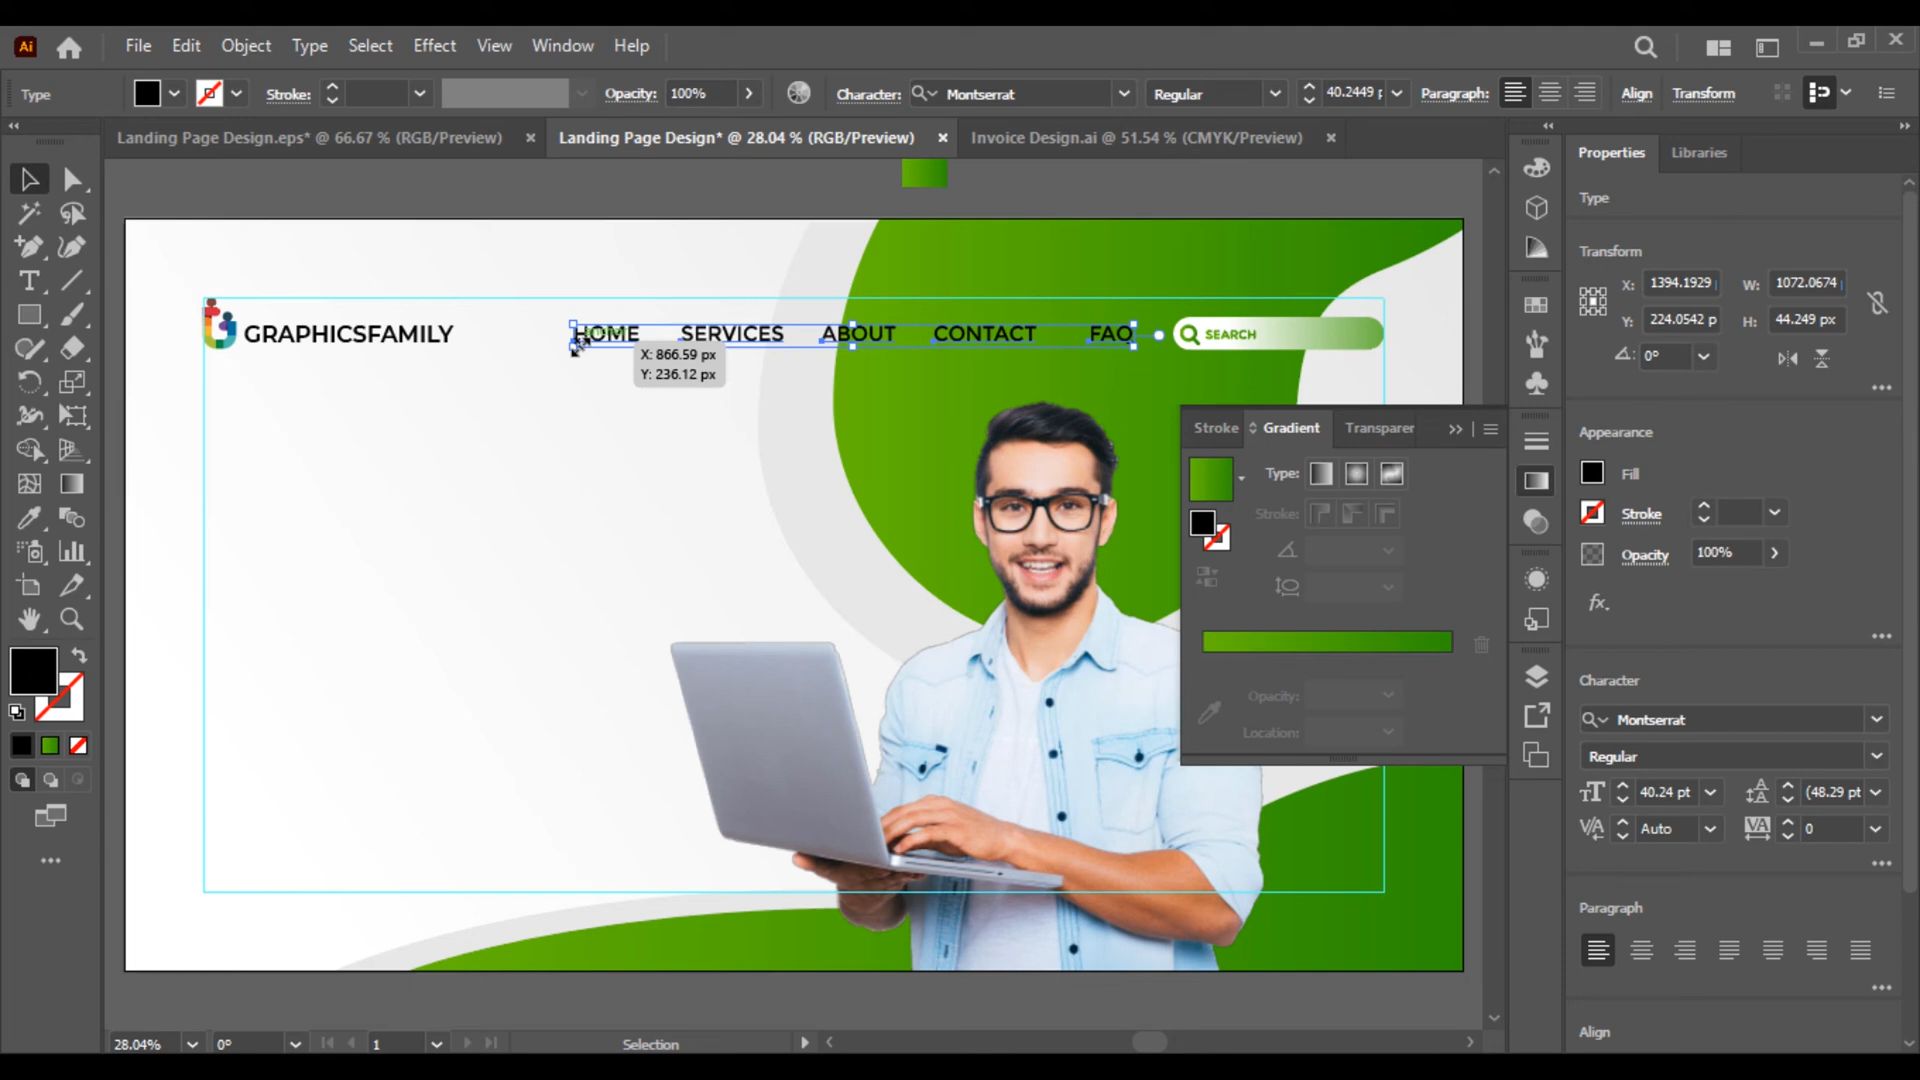 Ai File Edit Object Type Select Effect View Window Help
Type Stroke: Opacity: 100% Character: Montserrat Regular 40.2449 p Paragraph: Align Transform
Landing Page Design.eps* @ 66.67 % (RGB/Preview) Landing Page Design* @ 28.04 % (RGB/Preview) Invoice Design.ai @ 51.54 % (CMYK/Preview)
GRAPHICSFAMILY HOME SERVICES ABOUT CONTACT FAQ SEARCH
X: 866.59 px
Y: 236.12 px
Stroke Gradient Transparer
Type:
Stroke:
Opacity:
Location:
Properties Libraries
Type
Transform
X: 1394.1929 W: 1072.0674
Y: 224.0542 p H: 44.249 px
0°
Appearance
Fill
Stroke
Opacity 100%
fx.
Character
Montserrat
Regular
40.24 pt (48.29 pt
Auto 0
Paragraph
Align
28.04% 0° 1 Selection